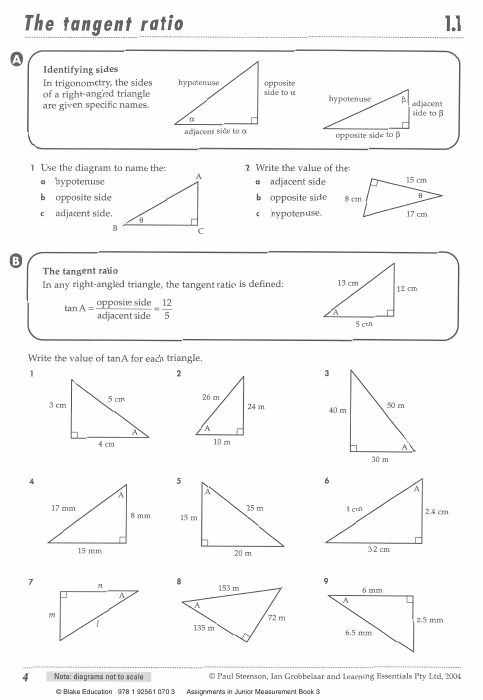 The tangent ratio 1.1
A
Identifying sides
In trigonometry, the sides
of a right-angled triangle
are given specific names.
hypotenuse
opposite
side to α
α
adjacent side to α
hypotenuse
β
adjacent
side to β
opposite side to β
1 Use the diagram to name the:
a hypotenuse
b opposite side
c adjacent side.
A
θ
B
C
2 Write the value of the:
a adjacent side
b opposite side
c hypotenuse.
15 cm
θ
8 cm
17 cm
B
The tangent ratio
In any right-angled triangle, the tangent ratio is defined:
tan A = opposite side / adjacent side = 12 / 5
13 cm
12 cm
A
5 cm
Write the value of tanA for each triangle.
1
3 cm
5 cm
A
4 cm
2
26 m
24 m
A
10 m
3
40 m
50 m
A
30 m
4
A
17 mm
8 mm
15 mm
5
A
15 m
25 m
20 m
6
A
4 cm
2.4 cm
3.2 cm
7
n
A
m
l
8
153 m
A
72 m
135 m
9
6 mm
A
2.5 mm
6.5 mm
4 Note: diagrams not to scale © Paul Steenson, Ian Grobbelaar and Learning Essentials Pty Ltd, 2004
© Blake Education 978 1 92561 070 3 Assignments in Junior Measurement Book 3